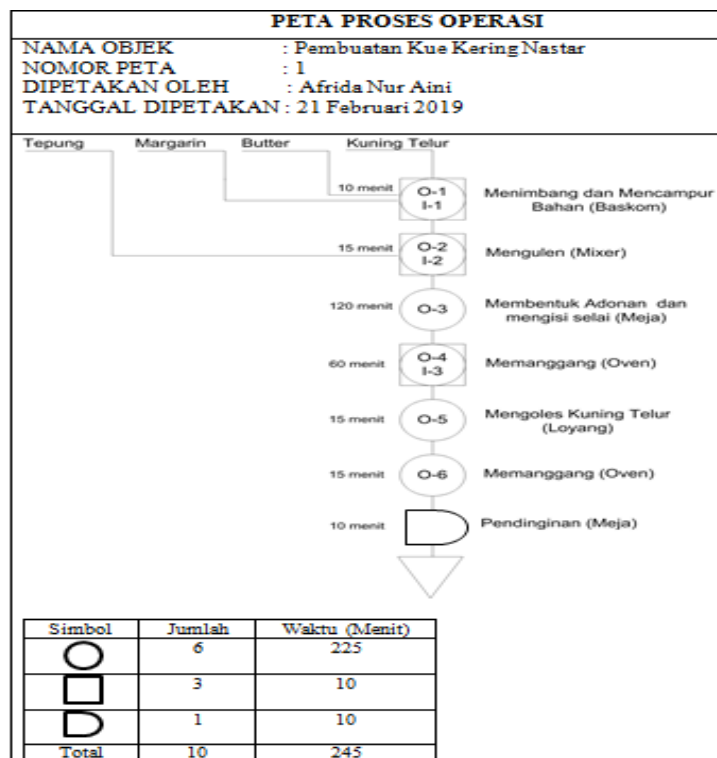 PETA PROSES OPERASI
NAMA OBJEK : Pembuatan Kue Kering Nastar
NOMOR PETA : 1
DIPETAKAN OLEH : Afrida Nur Aini
TANGGAL DIPETAKAN : 21 Februari 2019
Tepung Margarin Butter Kuning Telur
10 menit O-1 I-1 Menimbang dan Mencampur
Bahan (Baskom)
15 menit O-2 I-2 Mengulen (Mixer)
120 menit O-3 Membentuk Adonan dan
mengisi selai (Meja)
60 menit O-4 I-3 Memanggang (Oven)
15 menit O-5 Mengoles Kuning Telur
(Loyang)
15 menit O-6 Memanggang (Oven)
10 menit Pendinginan (Meja)
Simbol Jumlah Waktu (Menit)
6 225
3 10
1 10
Total 10 245